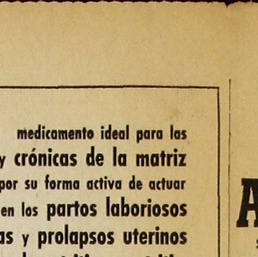 medicamento ideal para las
y crónicas de la matriz
por su forma activa de actuar
en los partos laboriosos
as y prolapsos uterinos
A